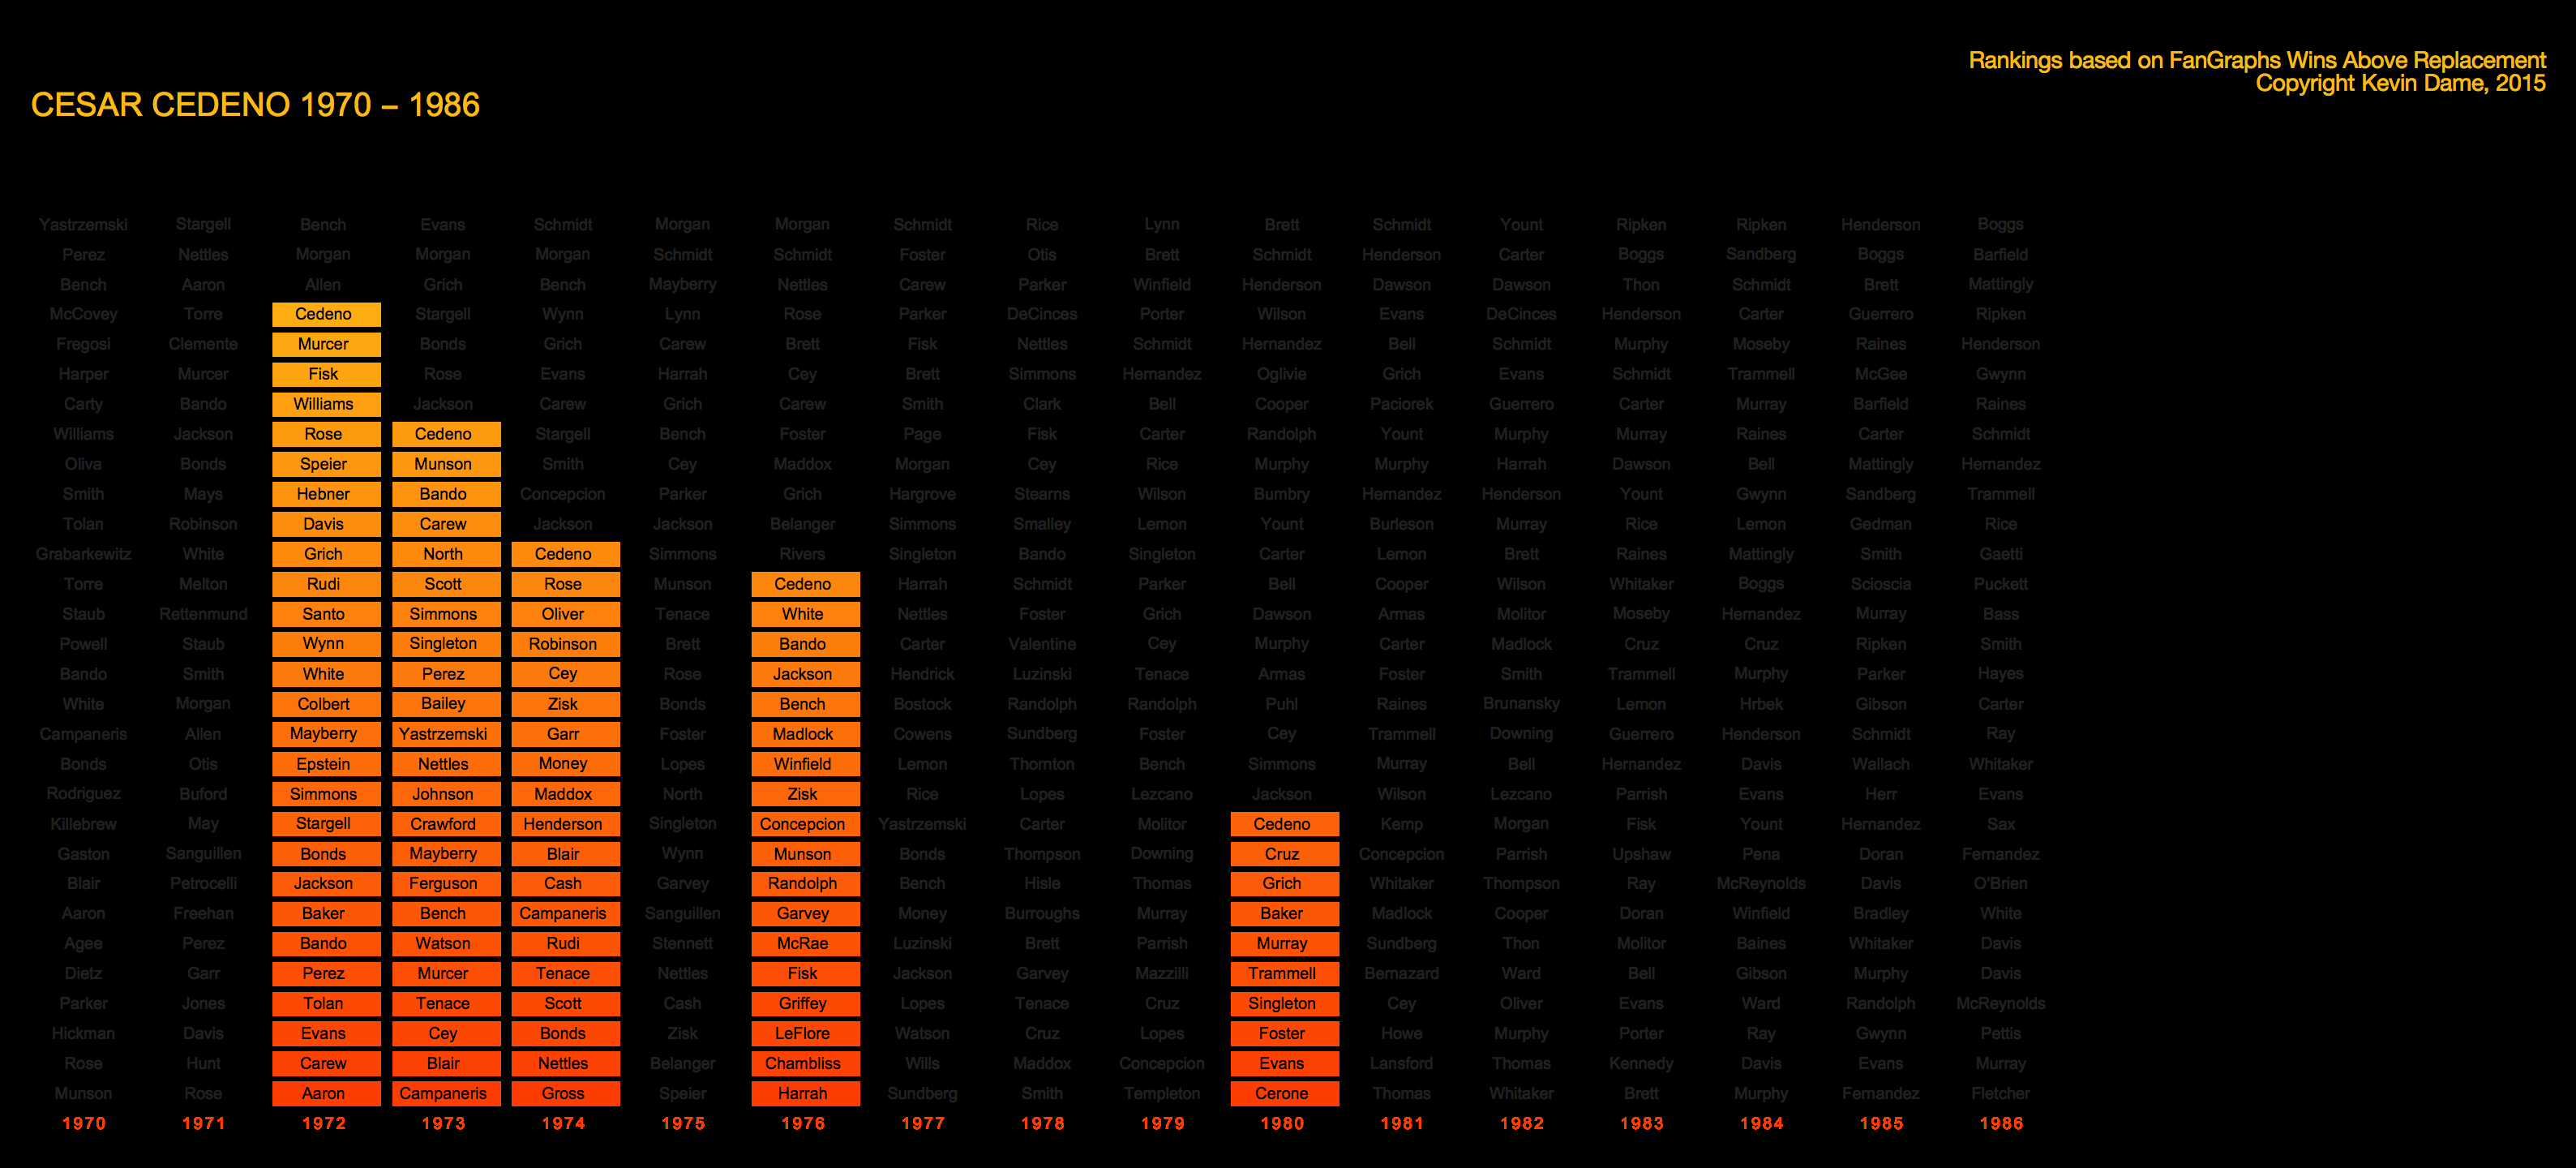 Rankings based on FanGraphs Wins Above Replacement
Copyright Kevin Dame, 2015
CESAR CEDENO 1970 – 1986
Yastrzemski Stargell Bench Evans Schmidt Morgan Morgan Schmidt Rice Lynn Brett Schmidt Yount Ripken Ripken Henderson Boggs
Perez Nettles Morgan Morgan Morgan Schmidt Schmidt Foster Otis Brett Schmidt Henderson Carter Boggs Sandberg Boggs Barfield
Bench Aaron Allen Grich Bench Mayberry Nettles Carew Parker Winfield Henderson Dawson Dawson Thon Schmidt Brett Mattingly
McCovey Torre Cedeno Stargell Wynn Lynn Rose Parker DeCinces Porter Wilson Evans DeCinces Henderson Carter Guerrero Ripken
Fregosi Clemente Murcer Bonds Grich Carew Brett Fisk Nettles Schmidt Hernandez Bell Schmidt Murphy Moseby Raines Henderson
Harper Murcer Fisk Rose Evans Harrah Cey Brett Simmons Hernandez Oglivie Grich Evans Schmidt Trammell McGee Gwynn
Carty Bando Williams Jackson Carew Grich Carew Smith Clark Bell Cooper Paciorek Guerrero Carter Murray Barfield Raines
Williams Jackson Rose Cedeno Stargell Bench Foster Page Fisk Carter Randolph Yount Murphy Murray Raines Carter Schmidt
Oliva Bonds Speier Munson Smith Cey Maddox Morgan Cey Rice Murphy Murphy Harrah Dawson Bell Mattingly Hernandez
Smith Mays Hebner Bando Concepcion Parker Grich Hargrove Stearns Wilson Bumbry Hernandez Henderson Yount Gwynn Sandberg Trammell
Tolan Robinson Davis Carew Jackson Jackson Belanger Simmons Smalley Lemon Yount Burleson Murray Rice Lemon Gedman Rice
Grabarkewitz White Grich North Cedeno Simmons Rivers Singleton Bando Singleton Carter Lemon Brett Raines Mattingly Smith Gaetti
Torre Melton Rudi Scott Rose Munson Cedeno Harrah Schmidt Parker Bell Cooper Wilson Whitaker Boggs Scioscia Puckett
Staub Rettenmund Santo Simmons Oliver Tenace White Nettles Foster Grich Dawson Armas Molitor Moseby Hernandez Murray Bass
Powell Staub Wynn Singleton Robinson Brett Bando Carter Valentine Cey Murphy Carter Madlock Cruz Cruz Ripken Smith
Bando Smith White Perez Cey Rose Jackson Hendrick Luzinski Tenace Armas Foster Smith Trammell Murphy Parker Hayes
White Morgan Colbert Bailey Zisk Bonds Bench Bostock Randolph Randolph Puhl Raines Brunansky Lemon Hrbek Gibson Carter
Campaneris Allen Mayberry Yastrzemski Garr Foster Madlock Cowens Sundberg Foster Cey Trammell Downing Guerrero Henderson Schmidt Ray
Bonds Otis Epstein Nettles Money Lopes Winfield Lemon Thornton Bench Simmons Murray Bell Hernandez Davis Wallach Whitaker
Rodriguez Buford Simmons Johnson Maddox North Zisk Rice Lopes Lezcano Jackson Wilson Lezcano Parrish Evans Herr Evans
Killebrew May Stargell Crawford Henderson Singleton Concepcion Yastrzemski Carter Molitor Cedeno Kemp Morgan Fisk Yount Hernandez Sax
Gaston Sanguillen Bonds Mayberry Blair Wynn Munson Bonds Thompson Downing Cruz Concepcion Parrish Upshaw Pena Doran Fernandez
Blair Petrocelli Jackson Ferguson Cash Garvey Randolph Bench Hisle Thomas Grich Whitaker Thompson Ray McReynolds Davis O'Brien
Aaron Freehan Baker Bench Campaneris Sanguillen Garvey Money Burroughs Murray Baker Madlock Cooper Doran Winfield Bradley White
Agee Perez Bando Watson Rudi Stennett McRae Luzinski Brett Parrish Murray Sundberg Thon Molitor Baines Whitaker Davis
Dietz Garr Perez Murcer Tenace Nettles Fisk Jackson Garvey Mazzilli Trammell Bernazard Ward Bell Gibson Murphy Davis
Parker Jones Tolan Tenace Scott Cash Griffey Lopes Tenace Cruz Singleton Cey Oliver Evans Ward Randolph McReynolds
Hickman Davis Evans Cey Bonds Zisk LeFlore Watson Cruz Lopes Foster Howe Murphy Porter Ray Gwynn Pettis
Rose Hunt Carew Blair Nettles Belanger Chambliss Wills Maddox Concepcion Evans Lansford Thomas Kennedy Davis Evans Murray
Munson Rose Aaron Campaneris Gross Speier Harrah Sundberg Smith Templeton Cerone Thomas Whitaker Brett Murphy Fernandez Fletcher
1970 1971 1972 1973 1974 1975 1976 1977 1978 1979 1980 1981 1982 1983 1984 1985 1986